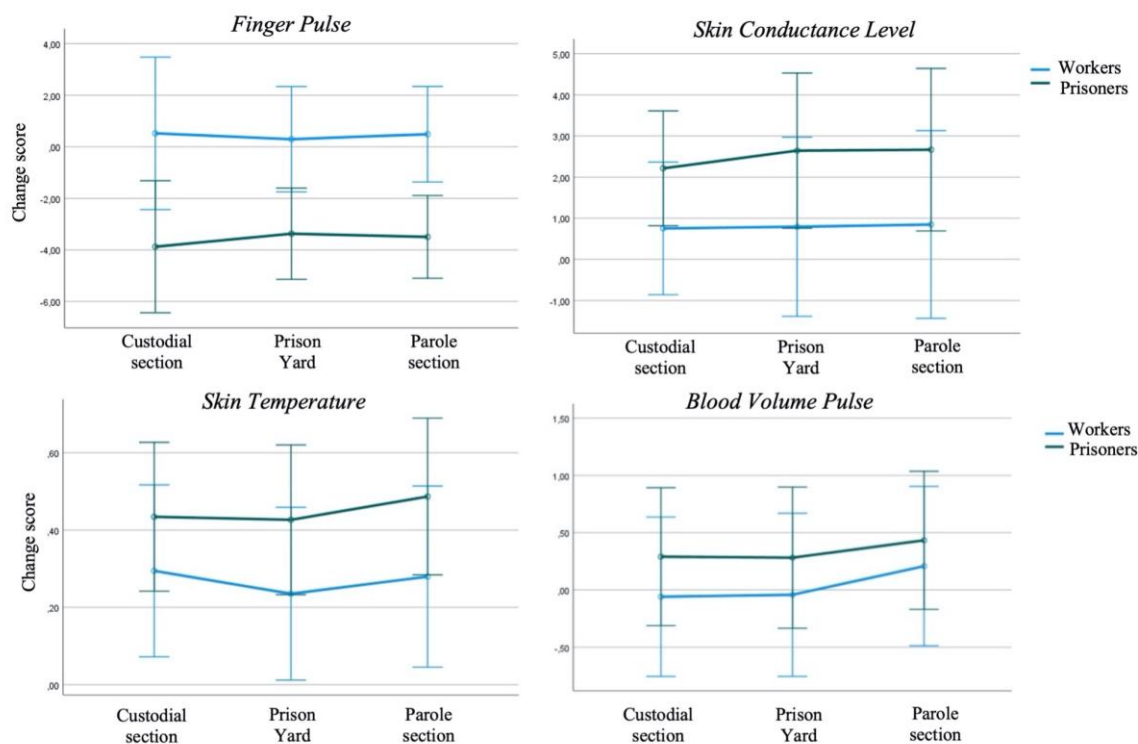 Finger Pulse
Change score
4,00
2,00
,00
-2,00
-4,00
-6,00
Custodial section
Prison Yard
Parole section
Skin Conductance Level
5,00
4,00
3,00
2,00
1,00
,00
-1,00
Custodial section
Prison Yard
Parole section
Workers
Prisoners
Skin Temperature
Change score
,60
,40
,20
,00
Custodial section
Prison Yard
Parole section
Blood Volume Pulse
1,50
1,00
,50
,00
-,50
Custodial section
Prison Yard
Parole section
Workers
Prisoners